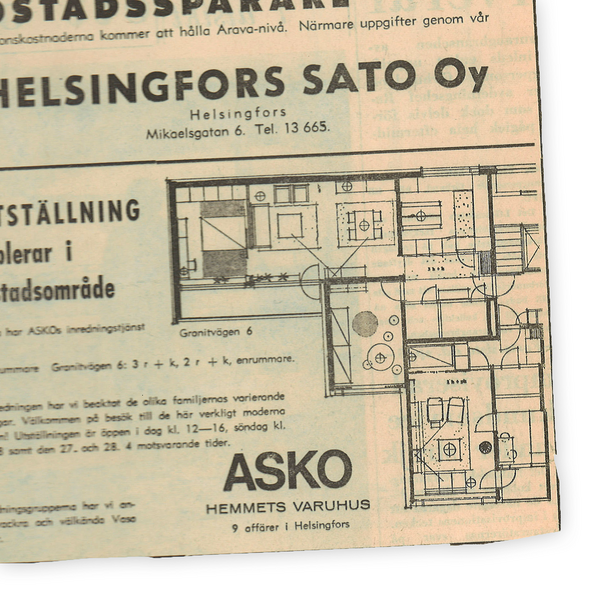 OSTADSSPARARE
onskostnaderna kommer att hålla Arava-nivå. Närmare uppgifter genom vår
HELSINGFORS SATO Oy
Helsingfors
Mikaelsgatan 6. Tel. 13 665.
TSTÄLLNING
olerar i
stadsområde
Granitvägen 6
har ASKOs inredningstjänst
ummare Granitvägen 6: 3 r + k, 2 r + k, enrummare.
edningen har vi beaktat de olika familjernas varierande
gar. Välkommen på besök till de här verkligt moderna
n! Utställningen är öppen i dag kl. 12—16, söndag kl.
8 samt den 27. och 28. 4 motsvarande tider.
ASKO
HEMMETS VARUHUS
9 affärer i Helsingfors
dningsgrupperna har vi an-
ackra och välkända Vasa